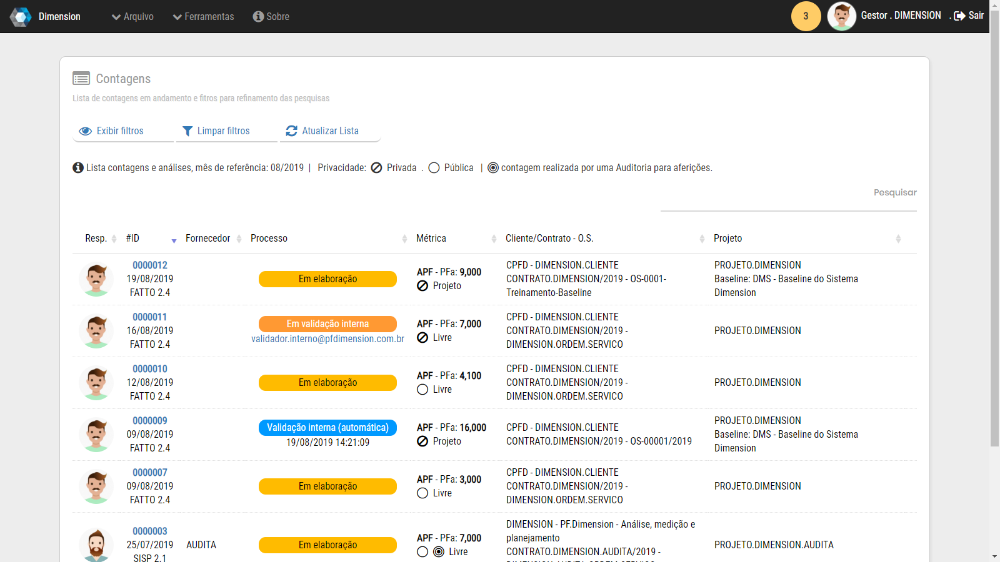 Dimension
Arquivo
Ferramentas
Sobre
3
Gestor . DIMENSION
. Sair
Contagens
Lista de contagens em andamento e fitros para refinamento das pesquisas
Exibir filtros
Limpar filtros
Atualizar Lista
Lista contagens e análises, mês de referência: 08/2019 | Privacidade: Privada . Pública | contagem realizada por uma Auditoria para aferições.
Pesquisar
Resp. #ID Fornecedor Processo Métrica Cliente/Contrato - O.S. Projeto
0000012
19/08/2019
FATTO 2.4
Em elaboração
APF - PFa: 9,000
Projeto
CPFD - DIMENSION.CLIENTE
CONTRATO.DIMENSION/2019 - OS-0001-
Treinamento-Baseline
PROJETO.DIMENSION
Baseline: DMS - Baseline do Sistema
Dimension
0000011
16/08/2019
FATTO 2.4
Em validação interna
validador.interno@pfdimension.com.br
APF - PFa: 7,000
Livre
CPFD - DIMENSION.CLIENTE
CONTRATO.DIMENSION/2019 -
DIMENSION.ORDEM.SERVICO
PROJETO.DIMENSION
0000010
12/08/2019
FATTO 2.4
Em elaboração
APF - PFa: 4,100
Livre
CPFD - DIMENSION.CLIENTE
CONTRATO.DIMENSION/2019 -
DIMENSION.ORDEM.SERVICO
PROJETO.DIMENSION
0000009
09/08/2019
FATTO 2.4
Validação interna (automática)
19/08/2019 14:21:09
APF - PFa: 16,000
Projeto
CPFD - DIMENSION.CLIENTE
CONTRATO.DIMENSION/2019 - OS-00001/2019
PROJETO.DIMENSION
Baseline: DMS - Baseline do Sistema
Dimension
0000007
09/08/2019
FATTO 2.4
Em elaboração
APF - PFa: 3,000
Livre
CPFD - DIMENSION.CLIENTE
CONTRATO.DIMENSION/2019 -
DIMENSION.ORDEM.SERVICO
PROJETO.DIMENSION
0000003
25/07/2019
SISP 2.1
AUDITA
Em elaboração
APF - PFa: 7,000
Livre
DIMENSION - PF.Dimension - Análise, medição e
planejamento
CONTRATO.DIMENSION.AUDITA/2019 -
PROJETO.DIMENSION.AUDITA